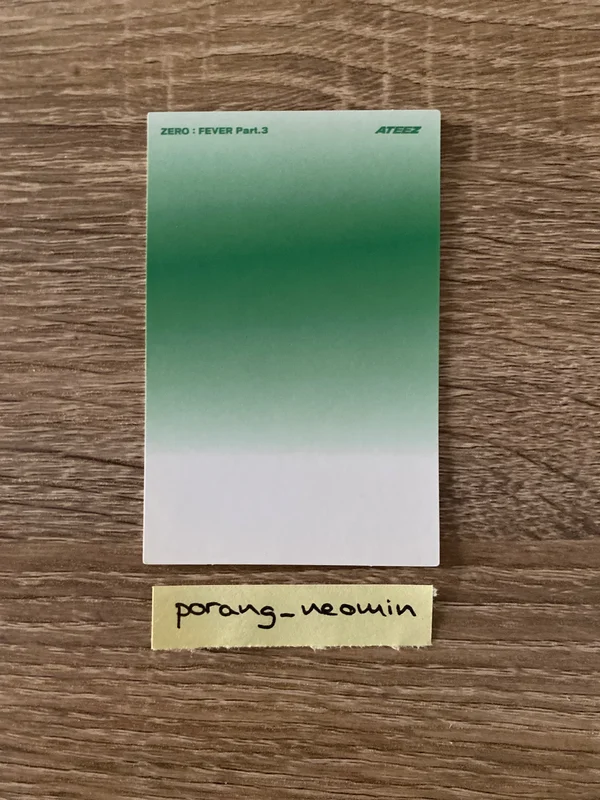 ZERO : FEVER Part.3 ATEEZ
porang_neomin